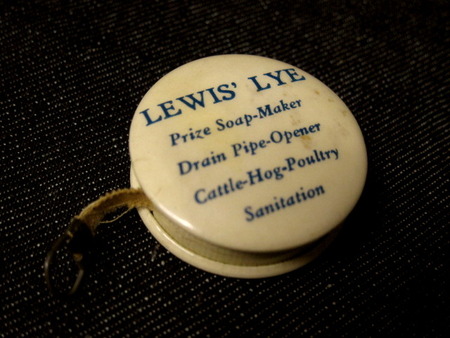 LEWIS' LYE
Prize Soap-Maker
Drain Pipe-Opener
Cattle-Hog-Poultry
Sanitation